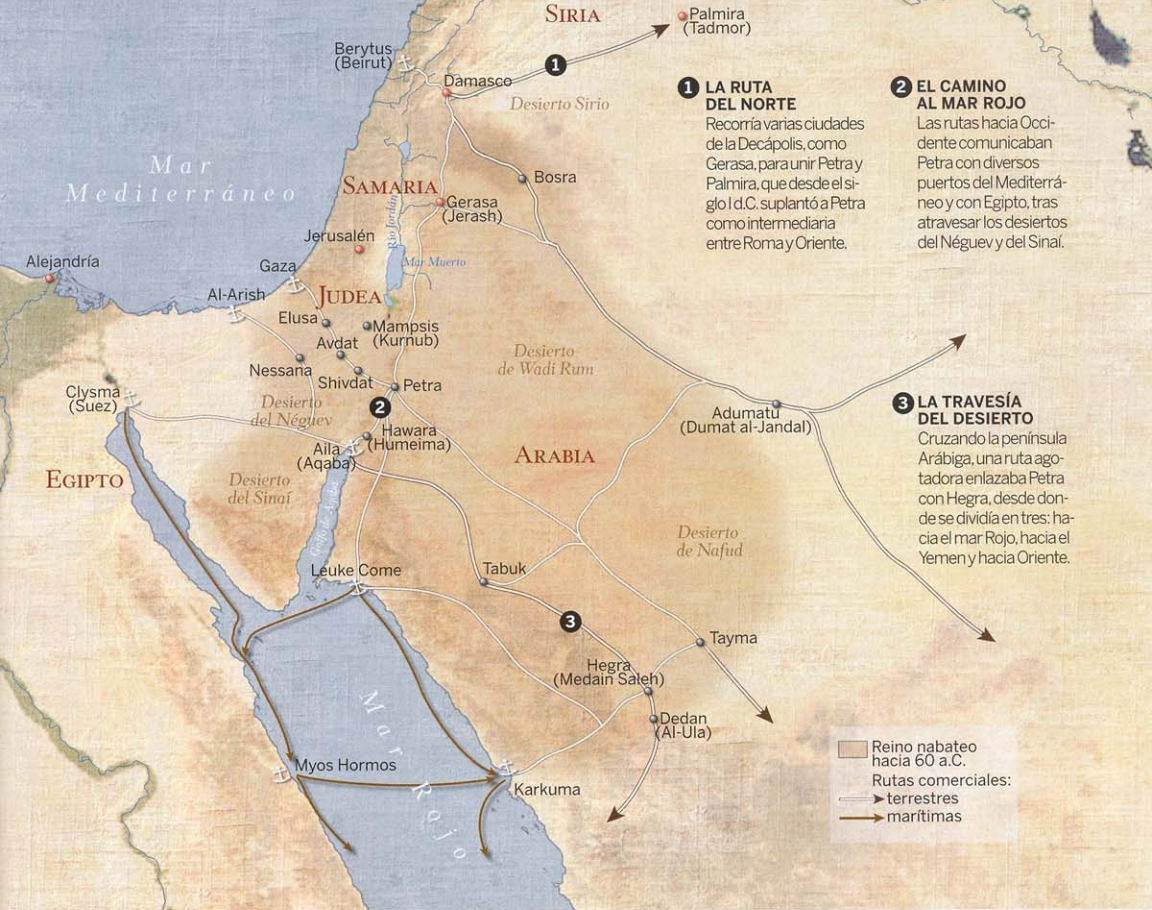 SIRIA
Palmira
(Tadmor)
Berytus
(Beirut)
1
Damasco
Desierto Sirio
1 LA RUTA
DEL NORTE
Recorría varias ciudades
de la Decápolis, como
Gerasa, para unir Petra y
Palmira, que desde el si-
glo I d.C. suplantó a Petra
como intermediaria
entre Roma y Oriente.
2 EL CAMINO
AL MAR ROJO
Las rutas hacia Occi-
dente comunicaban
Petra con diversos
puertos del Mediterrá-
neo y con Egipto, tras
atravesar los desiertos
del Néguev y del Sinaí.
Mar
Mediterráneo
Bosra
SAMARIA
Gerasa
(Jerash)
Río Jordán
Jerusalén
Mar Muerto
Alejandría
Gaza
Al-Arish
JUDEA
Elusa
Mampsis
(Kurnub)
Avdat
Nessana
Shivdat
Petra
Desierto
de Wadi Rum
Clysma
(Suez)
Desierto
del Néguev
2
Hawara
(Humeima)
Aila
(Aqaba)
Adumatu
(Dumat al-Jandal)
3 LA TRAVESÍA
DEL DESIERTO
Cruzando la península
Arábiga, una ruta ago-
tadora enlazaba Petra
con Hegra, desde don-
de se dividía en tres: ha-
cia el mar Rojo, hacia el
Yemen y hacia Oriente.
EGIPTO
Desierto
del Sinaí
ARABIA
Golfo de Aqaba
Desierto
de Nafud
Leuke Come
Tabuk
3
Tayma
Hegra
(Medain Saleh)
Dedan
(Al-Ula)
Mar Rojo
Myos Hormos
Karkuma
Reino nabateo
hacia 60 a.C.
Rutas comerciales:
terrestres
marítimas